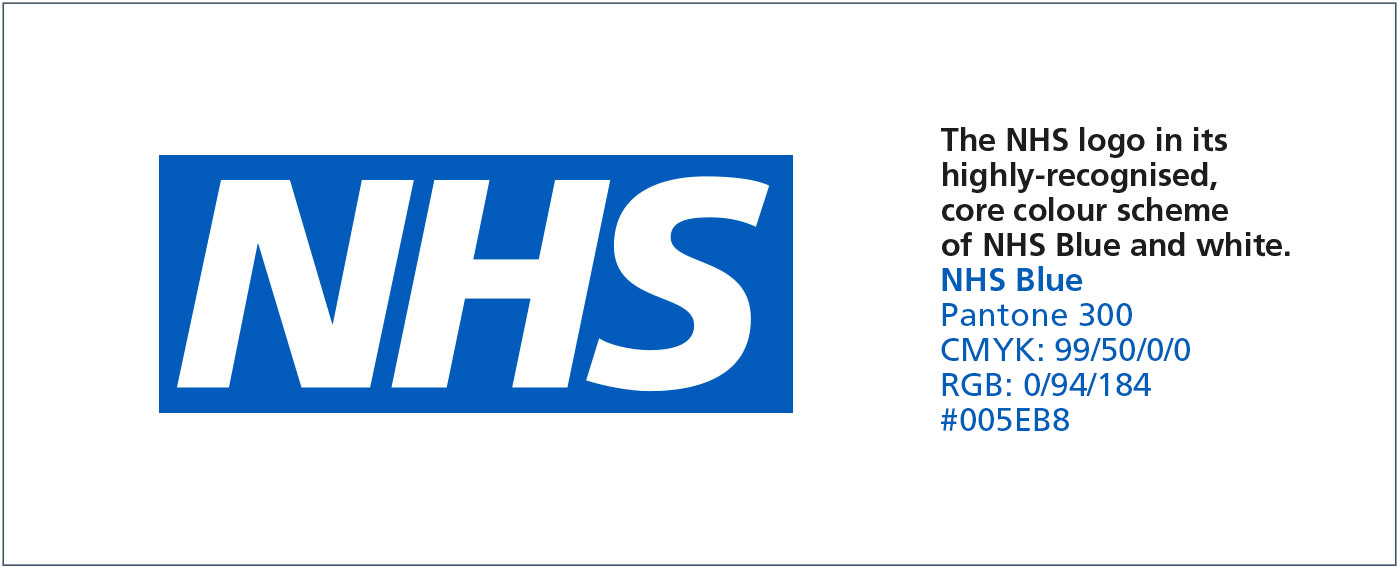 NHS
The NHS logo in its
highly-recognised,
core colour scheme
of NHS Blue and white.
NHS Blue
Pantone 300
CMYK: 99/50/0/0
RGB: 0/94/184
#005EB8